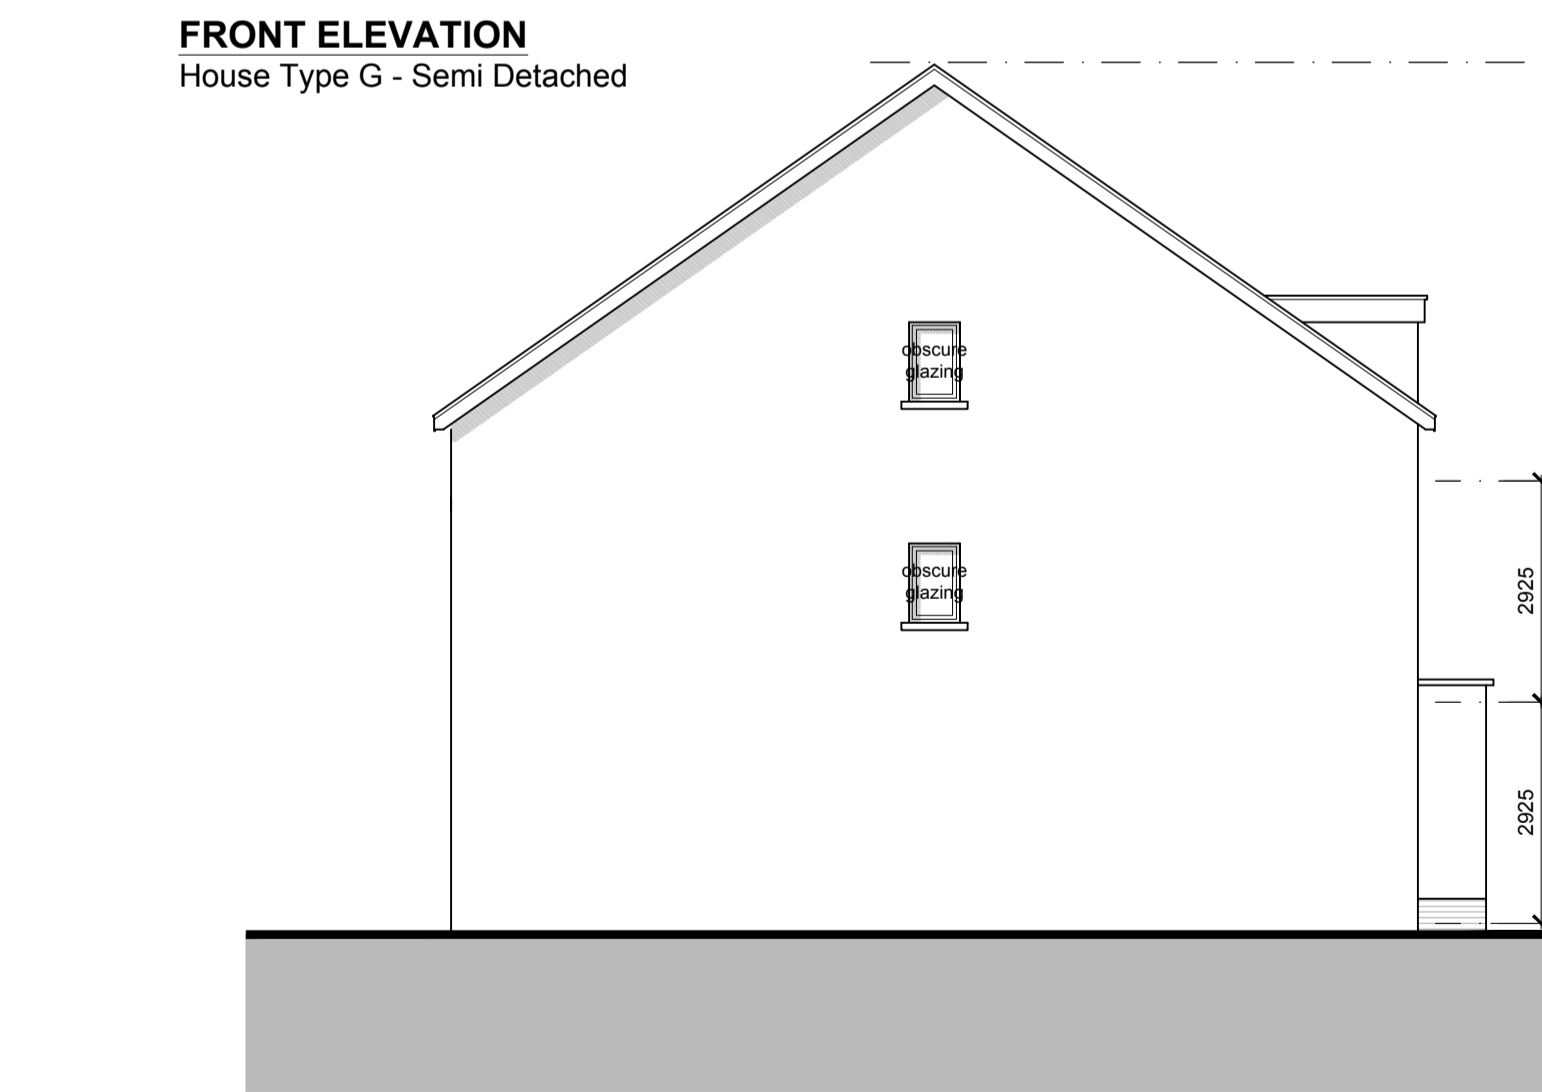 FRONT ELEVATION
House Type G - Semi Detached
obscure
glazing
obscure
glazing
2925
2925